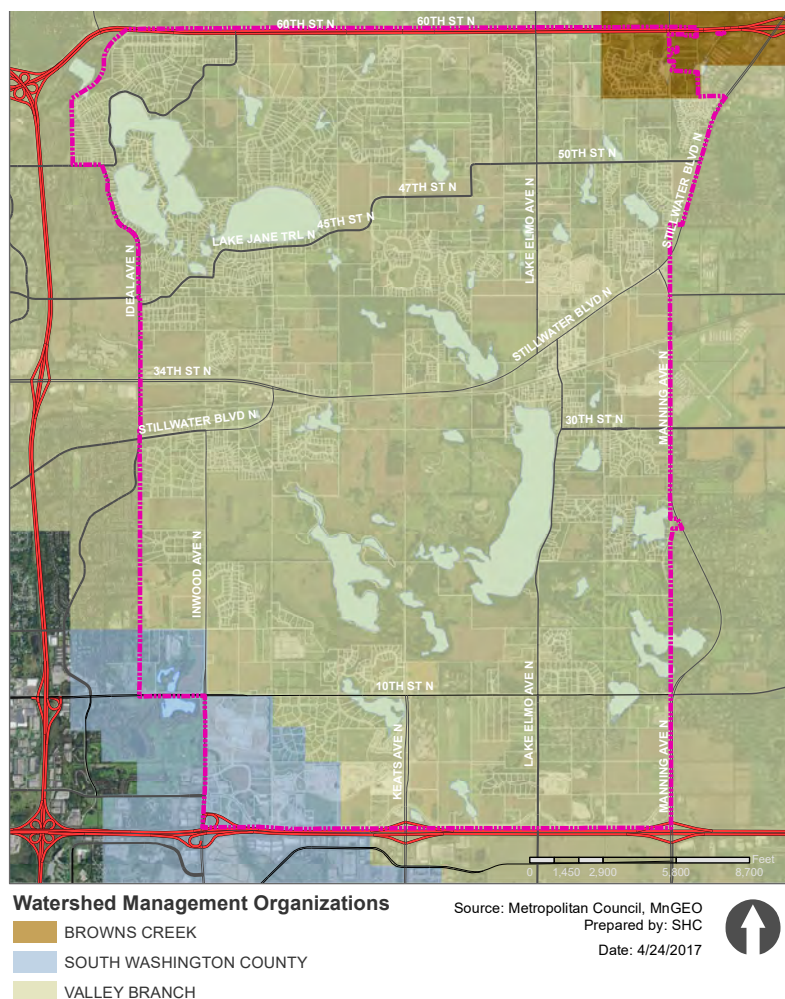 60TH ST N
60TH ST N
50TH ST N
STILLWATER BLVD N
47TH ST N
45TH ST N
LAKE JANE TRL N
LAKE ELMO AVE N
IDEAL AVE N
STILLWATER BLVD N
34TH ST N
MANNING AVE N
STILLWATER BLVD N
30TH ST N
INWOOD AVE N
10TH ST N
LAKE ELMO AVE N
KEATS AVE N
MANNING AVE N
Feet
0 1,450 2,900 5,800 8,700
Watershed Management Organizations
BROWNS CREEK
SOUTH WASHINGTON COUNTY
VALLEY BRANCH
Source: Metropolitan Council, MnGEO
Prepared by: SHC
Date: 4/24/2017